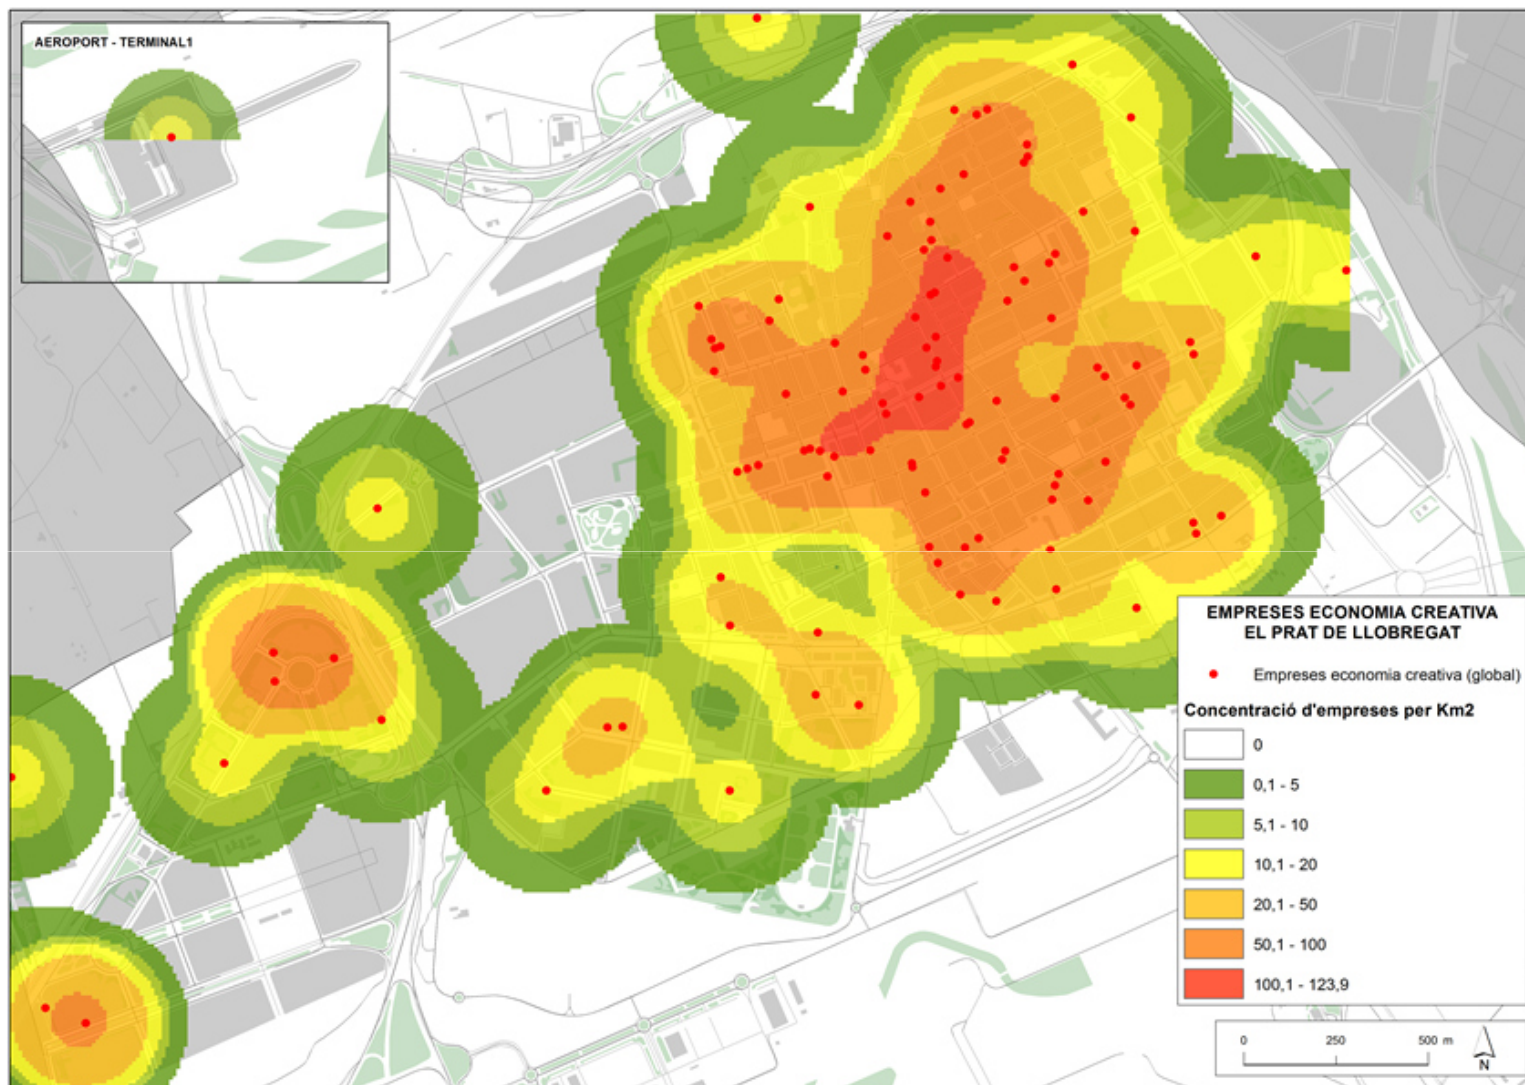 AEROPORT - TERMINAL1
EMPRESES ECONOMIA CREATIVA
EL PRAT DE LLOBREGAT
Empreses economia creativa (global)
Concentració d'empreses per Km2
0
0,1 - 5
5,1 - 10
10,1 - 20
20,1 - 50
50,1 - 100
100,1 - 123,9
0 250 500 m
N